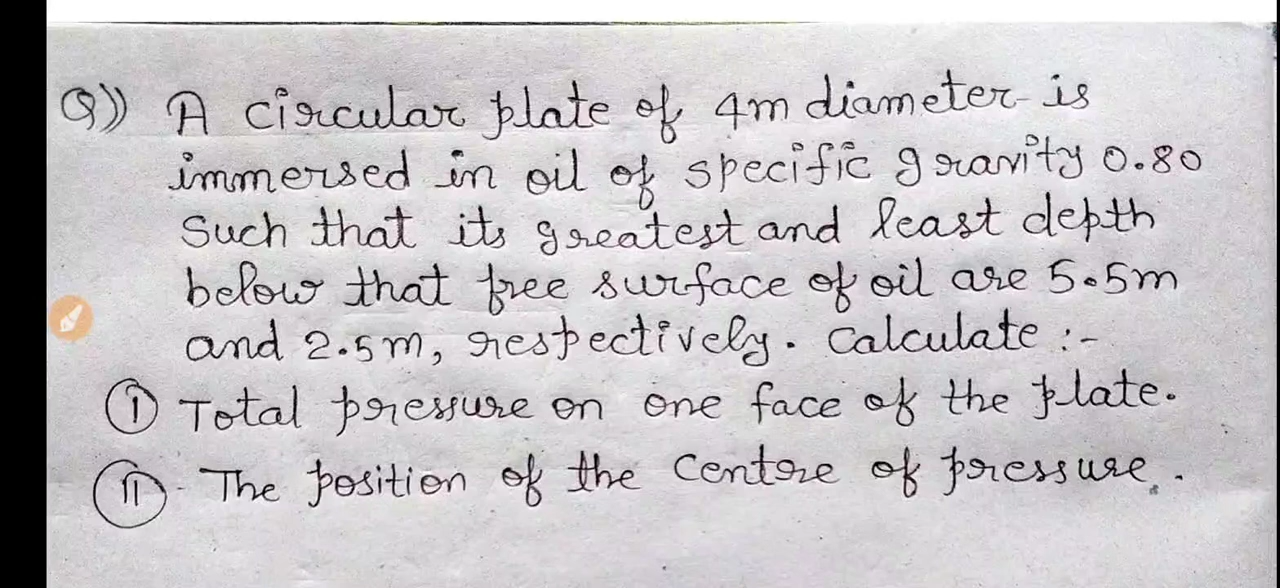 Q)) A circular plate of 4m diameter is
immersed in oil of specific gravity 0.80
Such that its greatest and least depth
below that free surface of oil are 5.5m
and 2.5m, respectively. Calculate :-
(i) Total pressure on one face of the plate.
(ii) The position of the Centre of pressure.